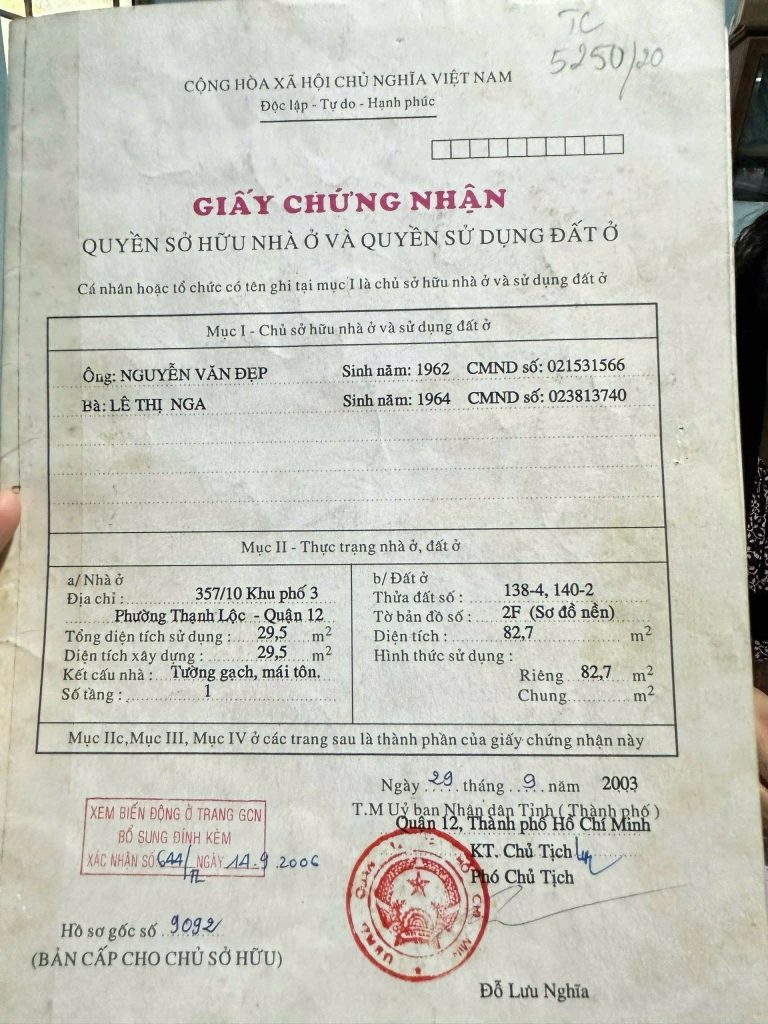 TC
5250/20
CỘNG HÒA XÃ HỘI CHỦ NGHĨA VIỆT NAM
Độc lập - Tự do - Hạnh phúc
GIẤY CHỨNG NHẬN
QUYỀN SỞ HỮU NHÀ Ở VÀ QUYỀN SỬ DỤNG ĐẤT Ở
Cá nhân hoặc tổ chức có tên ghi tại mục I là chủ sở hữu nhà ở và sử dụng đất ở
Mục I - Chủ sở hữu nhà ở và sử dụng đất ở
Ông: NGUYỄN VĂN ĐẸP Sinh năm: 1962 CMND số: 021531566
Bà: LÊ THỊ NGA Sinh năm: 1964 CMND số: 023813740
Mục II - Thực trạng nhà ở, đất ở
a/ Nhà ở
Địa chỉ : 357/10 Khu phố 3
Phường Thạnh Lộc - Quận 12
Tổng diện tích sử dụng : 29,5 m²
Diện tích xây dựng : 29,5 m²
Kết cấu nhà : Tường gạch, mái tôn.
Số tầng : 1
b/ Đất ở
Thửa đất số : 138-4, 140-2
Tờ bản đồ số : 2F (Sơ đồ nền)
Diện tích : 82,7 m²
Hình thức sử dụng :
Riêng 82,7 m²
Chung m²
Mục IIc,Mục III, Mục IV ở các trang sau là thành phần của giấy chứng nhận này
Ngày 29 tháng 9 năm 2003
T.M Uỷ ban Nhân dân Tỉnh ( Thành phố )
Quận 12, Thành phố Hồ Chí Minh
KT. Chủ Tịch
Phó Chủ Tịch
XEM BIẾN ĐỘNG Ở TRANG GCN
BỔ SUNG ĐÍNH KÈM
XÁC NHẬN SỐ 644/TL NGÀY 14.9.2006
Hồ sơ gốc số 9092
(BẢN CẤP CHO CHỦ SỞ HỮU)
Đỗ Lưu Nghĩa